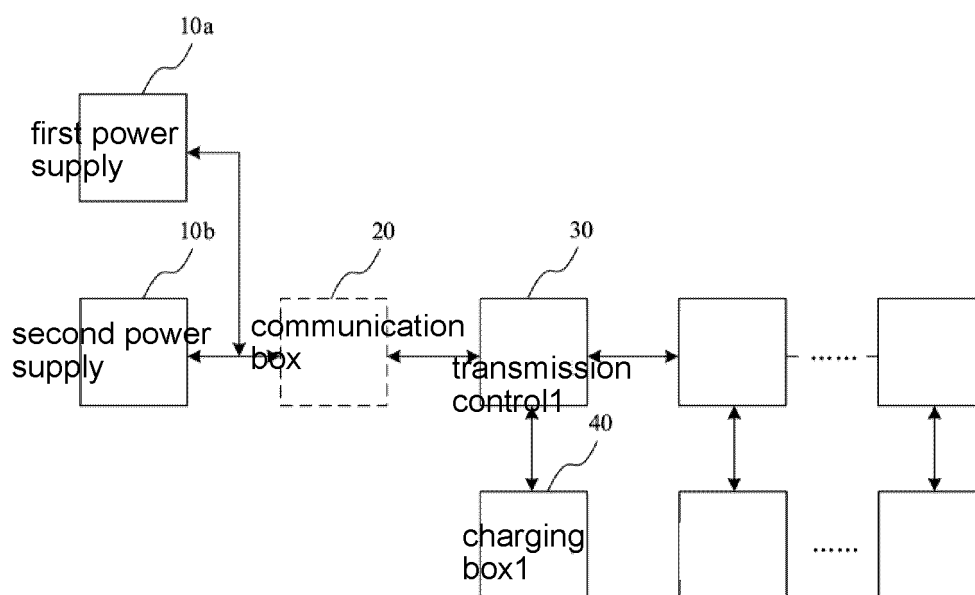 10a
first power
supply
10b
20
30
second power
supply
communication
box
transmission
control1
......
40
charging
box1
......